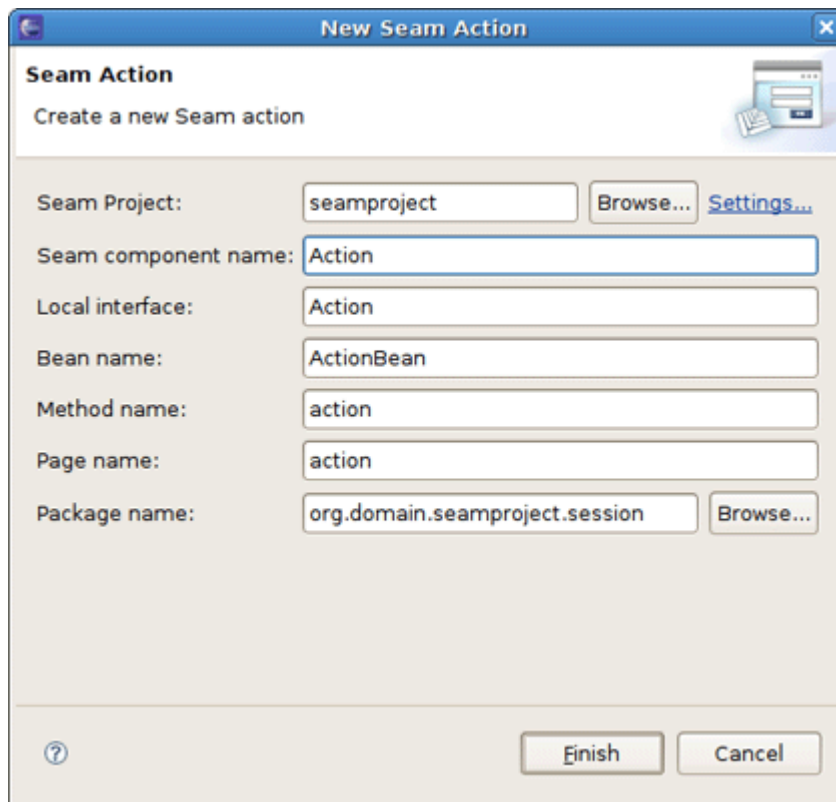 New Seam Action
Seam Action
Create a new Seam action
Seam Project: seamproject Browse... Settings...
Seam component name: Action
Local interface: Action
Bean name: ActionBean
Method name: action
Page name: action
Package name: org.domain.seamproject.session Browse...
? Finish Cancel